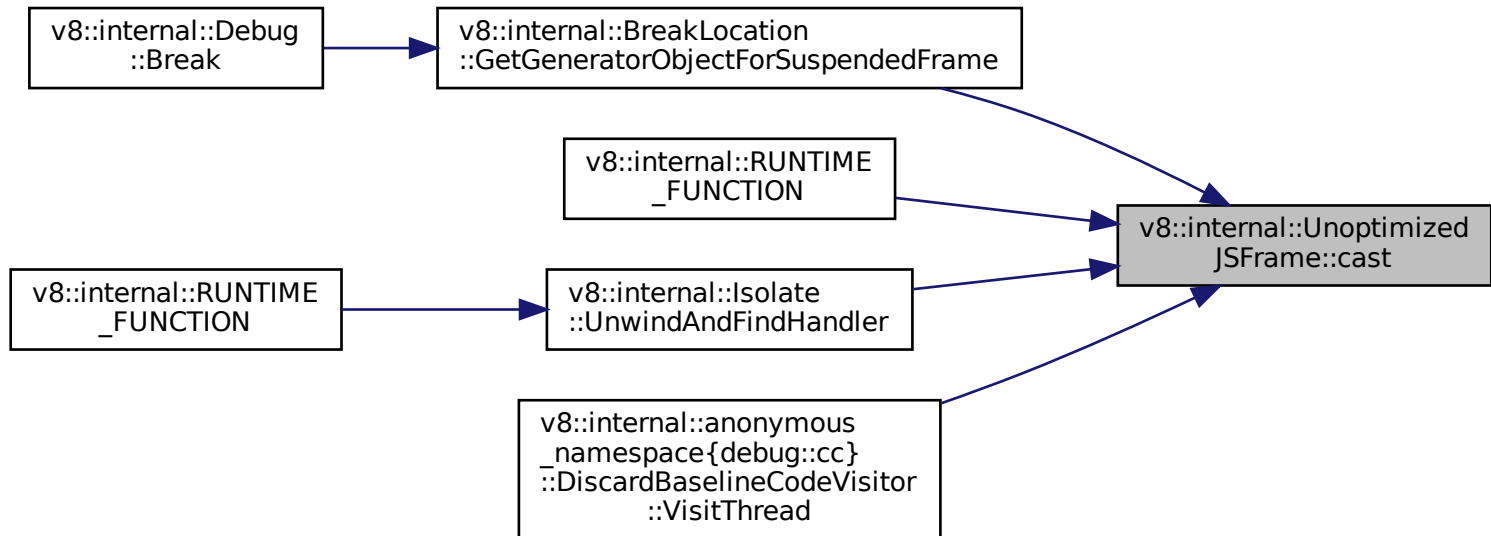 v8::internal::Debug
::Break
v8::internal::BreakLocation
::GetGeneratorObjectForSuspendedFrame
v8::internal::RUNTIME
_FUNCTION
v8::internal::Unoptimized
JSFrame::cast
v8::internal::RUNTIME
_FUNCTION
v8::internal::Isolate
::UnwindAndFindHandler
v8::internal::anonymous
_namespace{debug::cc}
::DiscardBaselineCodeVisitor
::VisitThread